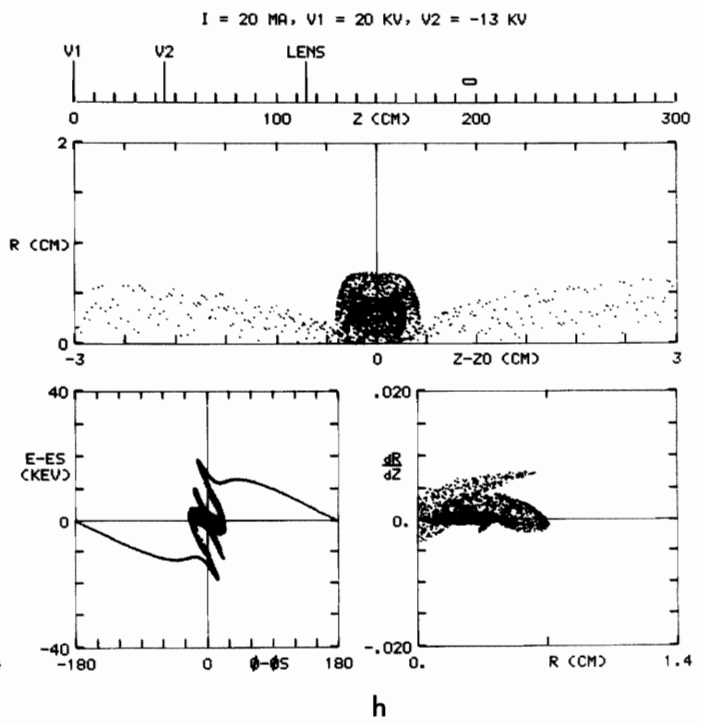 I = 20 MA, V1 = 20 KV, V2 = -13 KV
V1 V2 LENS
0 100 Z (CM) 200 300
2
R (CM)
0
-3 0 Z-Z0 (CM) 3
40 .020
E-ES dR
(KEV) dZ
0 0.
-40 -.020
-180 0 ϕ-ϕS 180 0. R (CM) 1.4
h